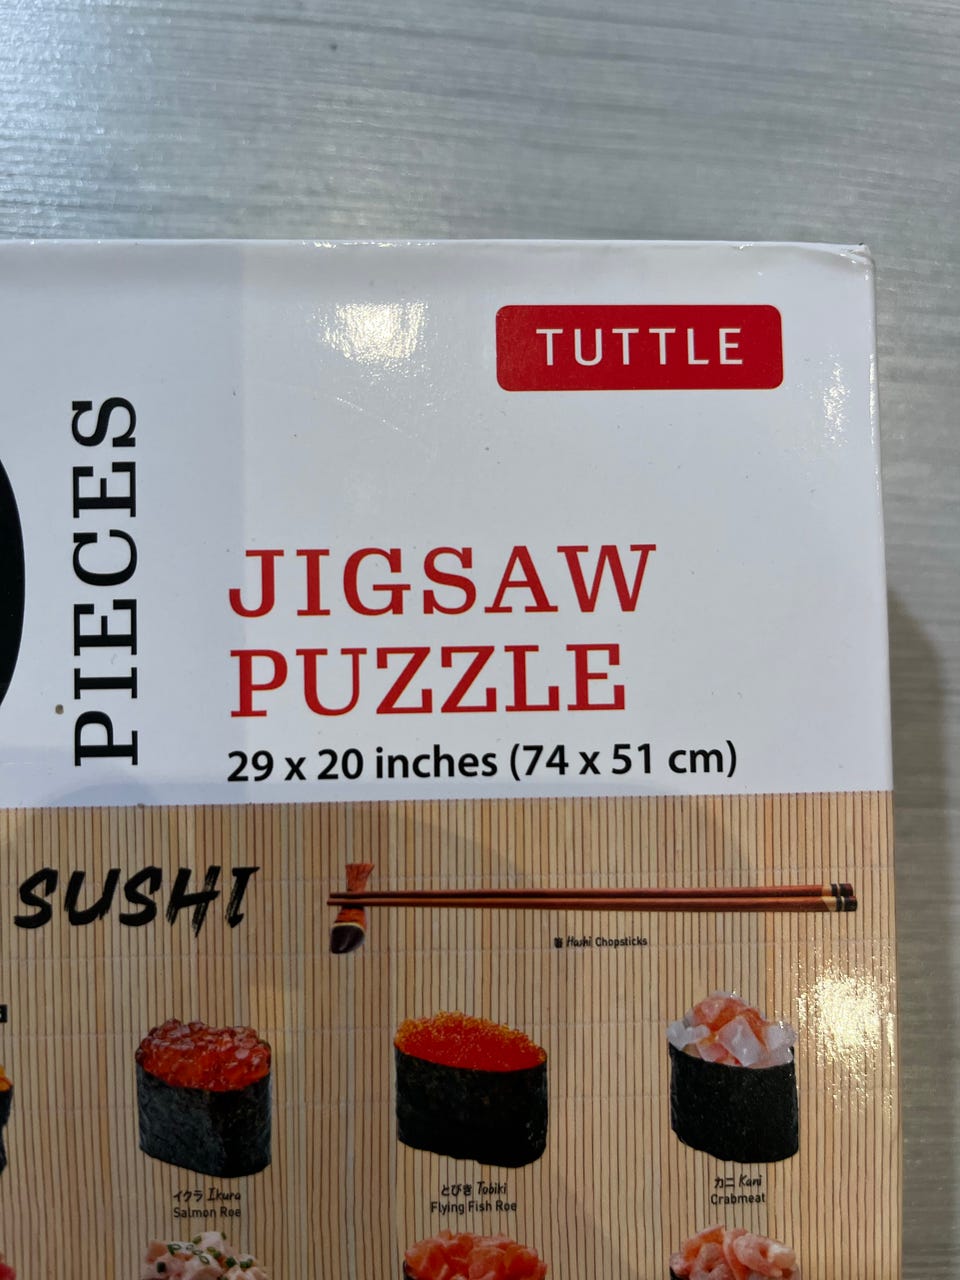 TUTTLE
PIECES
JIGSAW
PUZZLE
29 x 20 inches (74 x 51 cm)
SUSHI
箸 Hashi Chopsticks
イクラ Ikura
Salmon Roe
とびき Tobiki
Flying Fish Roe
カニ Kani
Crabmeat